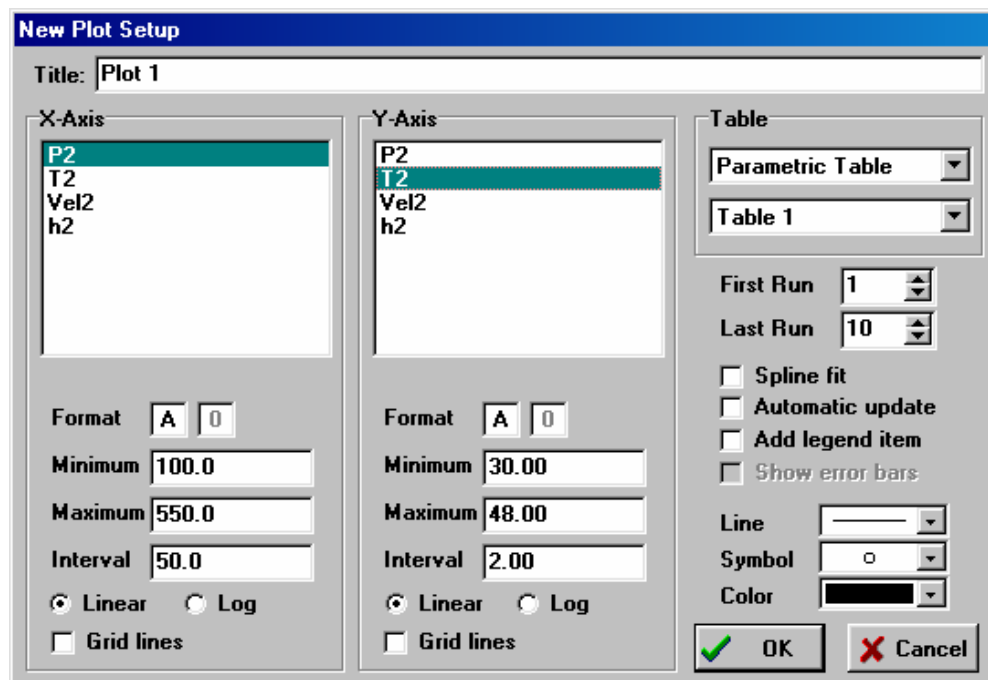 New Plot Setup
Title: Plot 1
X-Axis
P2
T2
Vel2
h2
Format A 0
Minimum 100.0
Maximum 550.0
Interval 50.0
Linear Log
Grid lines
Y-Axis
P2
T2
Vel2
h2
Format A 0
Minimum 30.00
Maximum 48.00
Interval 2.00
Linear Log
Grid lines
Table
Parametric Table
Table 1
First Run 1
Last Run 10
Spline fit
Automatic update
Add legend item
Show error bars
Line
Symbol
Color
OK Cancel